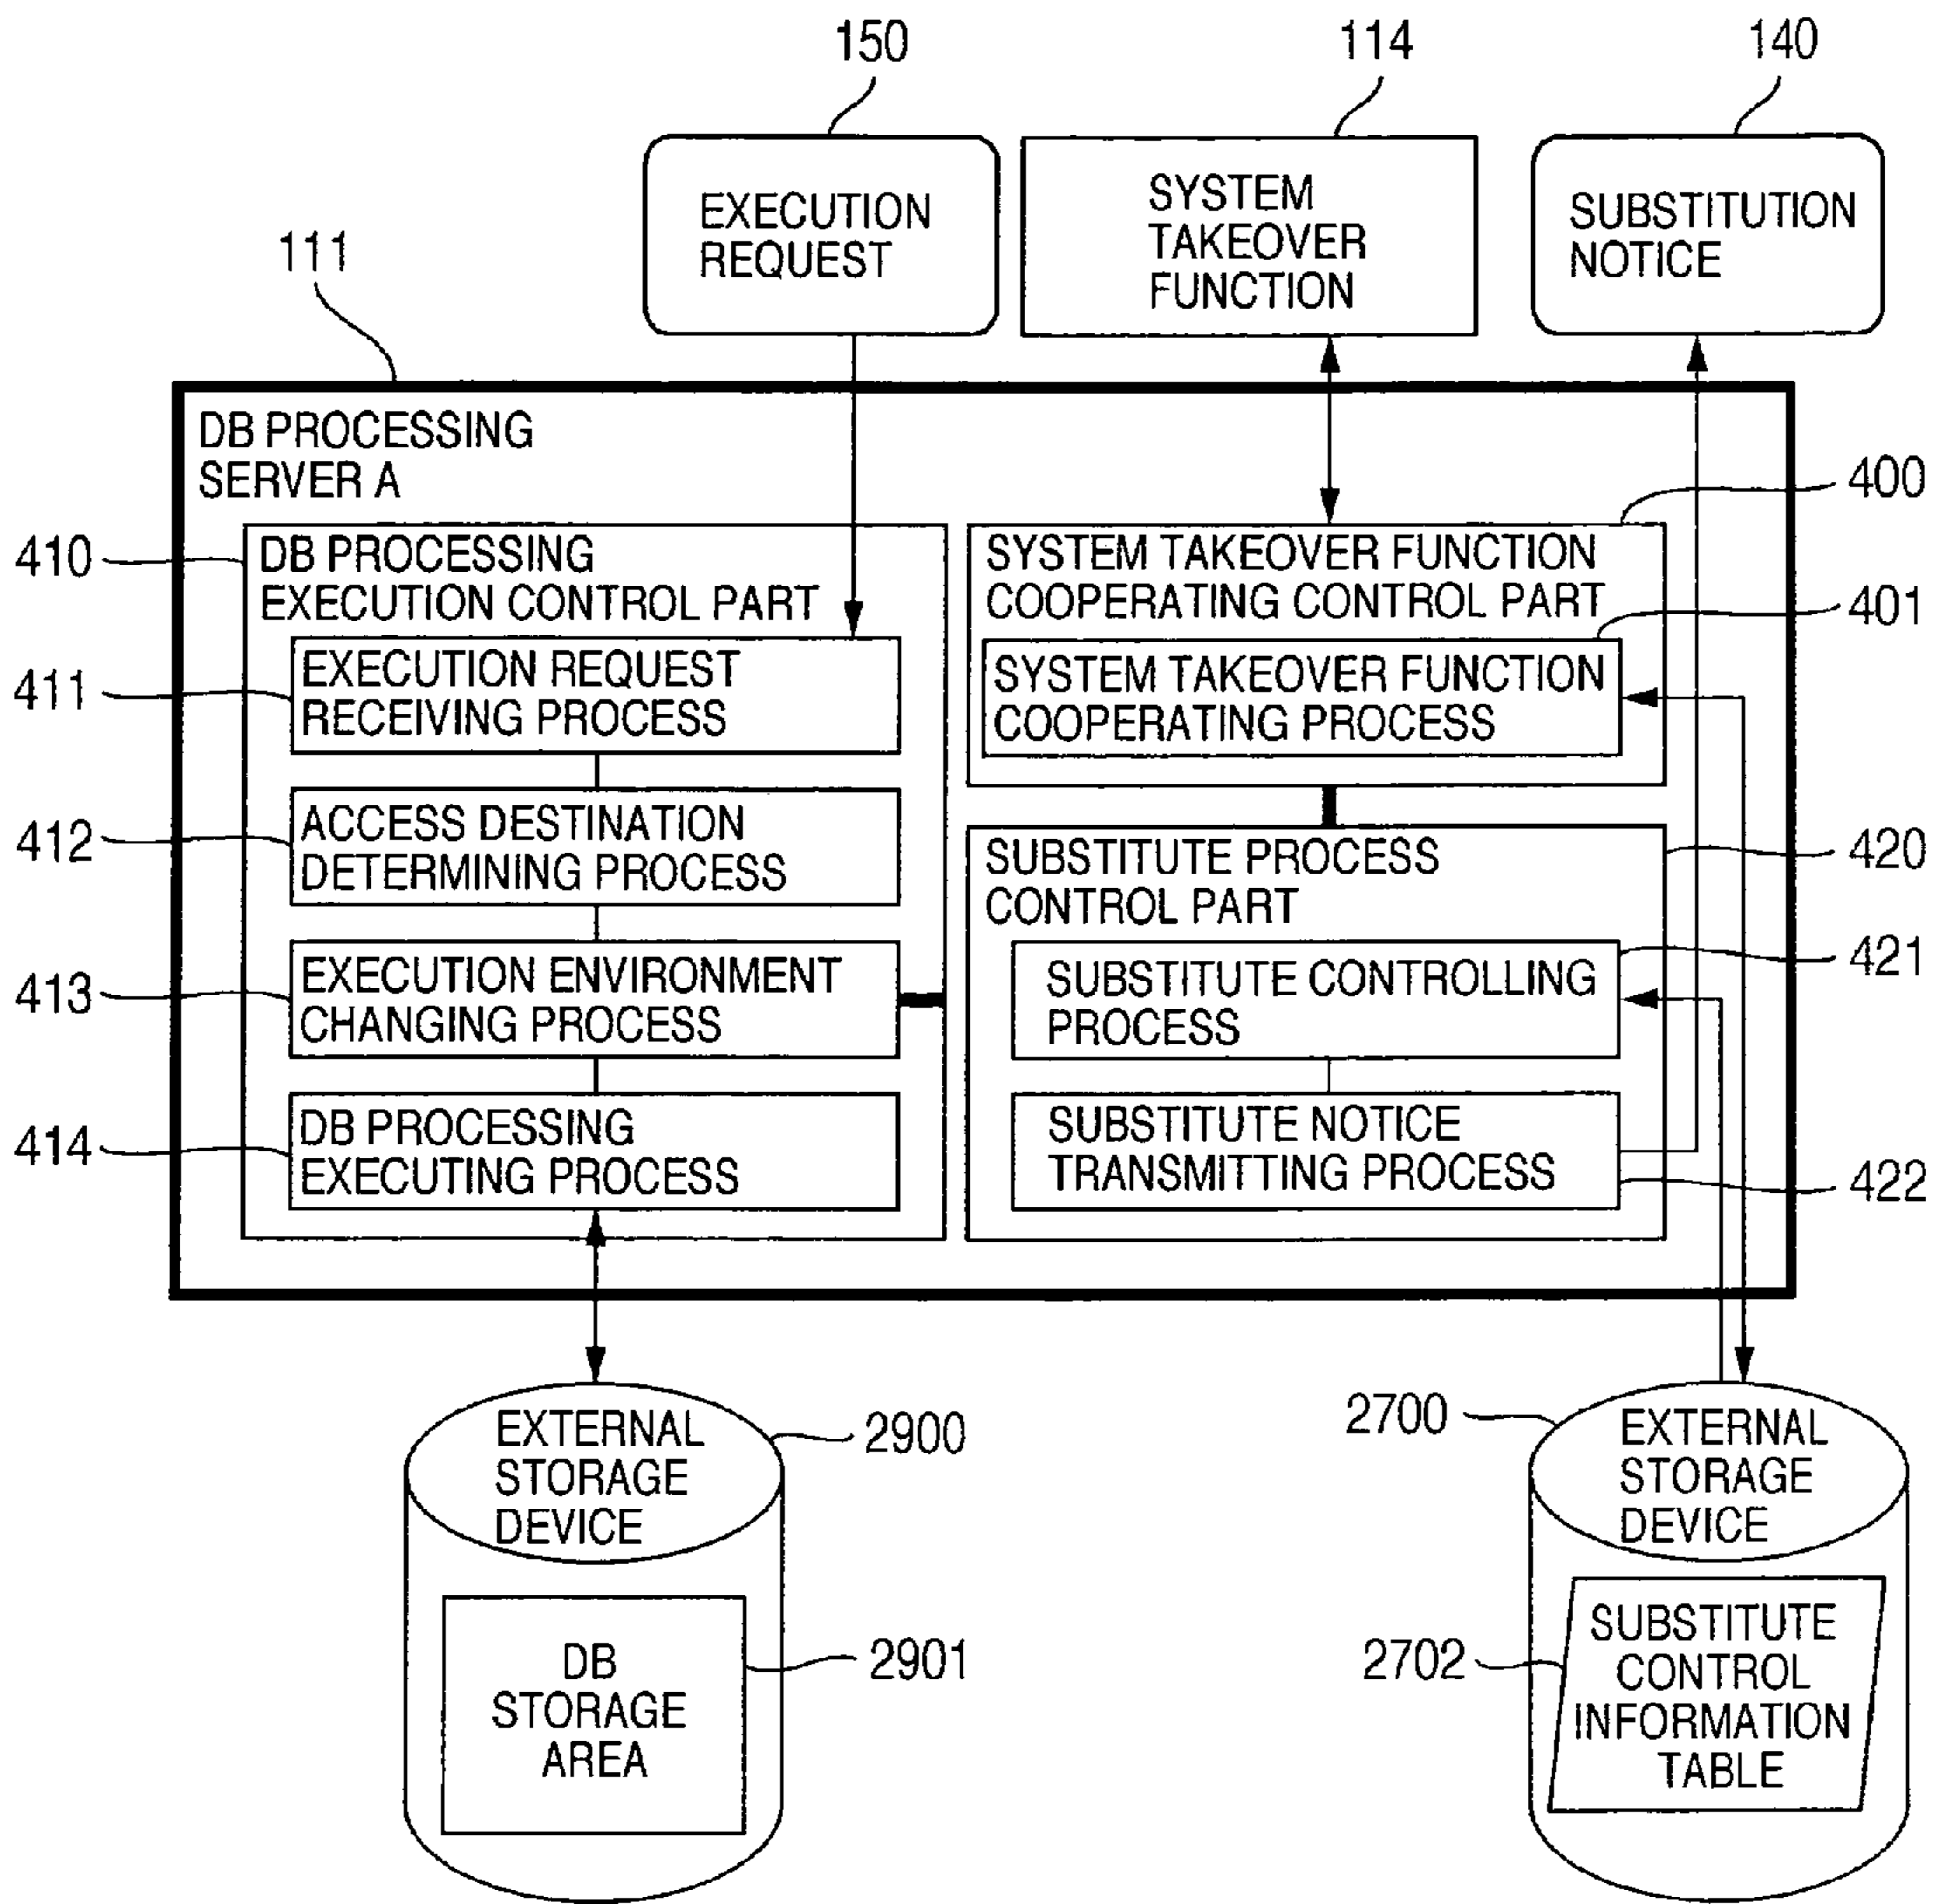 150
114
140
EXECUTION
REQUEST
SYSTEM
TAKEOVER
FUNCTION
SUBSTITUTION
NOTICE
111
DB PROCESSING
SERVER A
400
410
DB PROCESSING
EXECUTION CONTROL PART
SYSTEM TAKEOVER FUNCTION
COOPERATING CONTROL PART
401
411
EXECUTION REQUEST
RECEIVING PROCESS
SYSTEM TAKEOVER FUNCTION
COOPERATING PROCESS
412
ACCESS DESTINATION
DETERMINING PROCESS
SUBSTITUTE PROCESS
CONTROL PART
420
413
EXECUTION ENVIRONMENT
CHANGING PROCESS
SUBSTITUTE CONTROLLING
PROCESS
421
414
DB PROCESSING
EXECUTING PROCESS
SUBSTITUTE NOTICE
TRANSMITTING PROCESS
422
EXTERNAL
STORAGE
DEVICE
2900
2700
EXTERNAL
STORAGE
DEVICE
DB
STORAGE
AREA
2901
2702
SUBSTITUTE
CONTROL
INFORMATION
TABLE